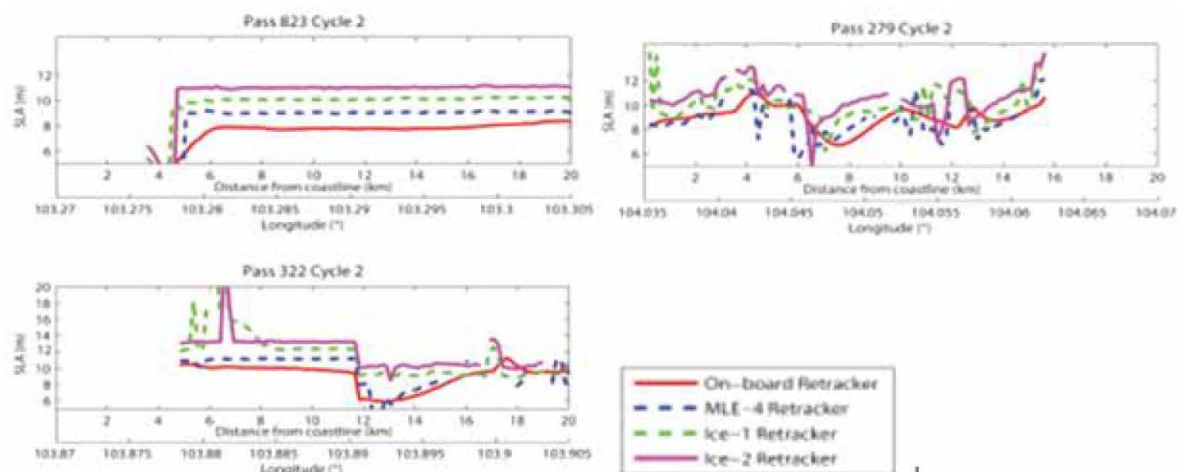 Pass 823 Cycle 2
SLA (m)
12
10
8
6
2 4 6 8 10 12 14 16 18 20
Distance from coastline (km)
103.27 103.275 103.28 103.285 103.29 103.295 103.3 103.305
Longitude (°)
Pass 279 Cycle 2
SLA (m)
12
10
8
6
2 4 6 8 10 12 14 16 18 20
Distance from coastline (km)
104.035 104.04 104.045 104.05 104.055 104.06 104.065 104.07
Longitude (°)
Pass 322 Cycle 2
SLA (m)
20
18
16
14
12
10
8
6
2 4 6 8 10 12 14 16 18 20
Distance from coastline (km)
103.87 103.875 103.88 103.885 103.89 103.895 103.9 103.905
Longitude (°)
On-board Retracker
MLE-4 Retracker
Ice-1 Retracker
Ice-2 Retracker